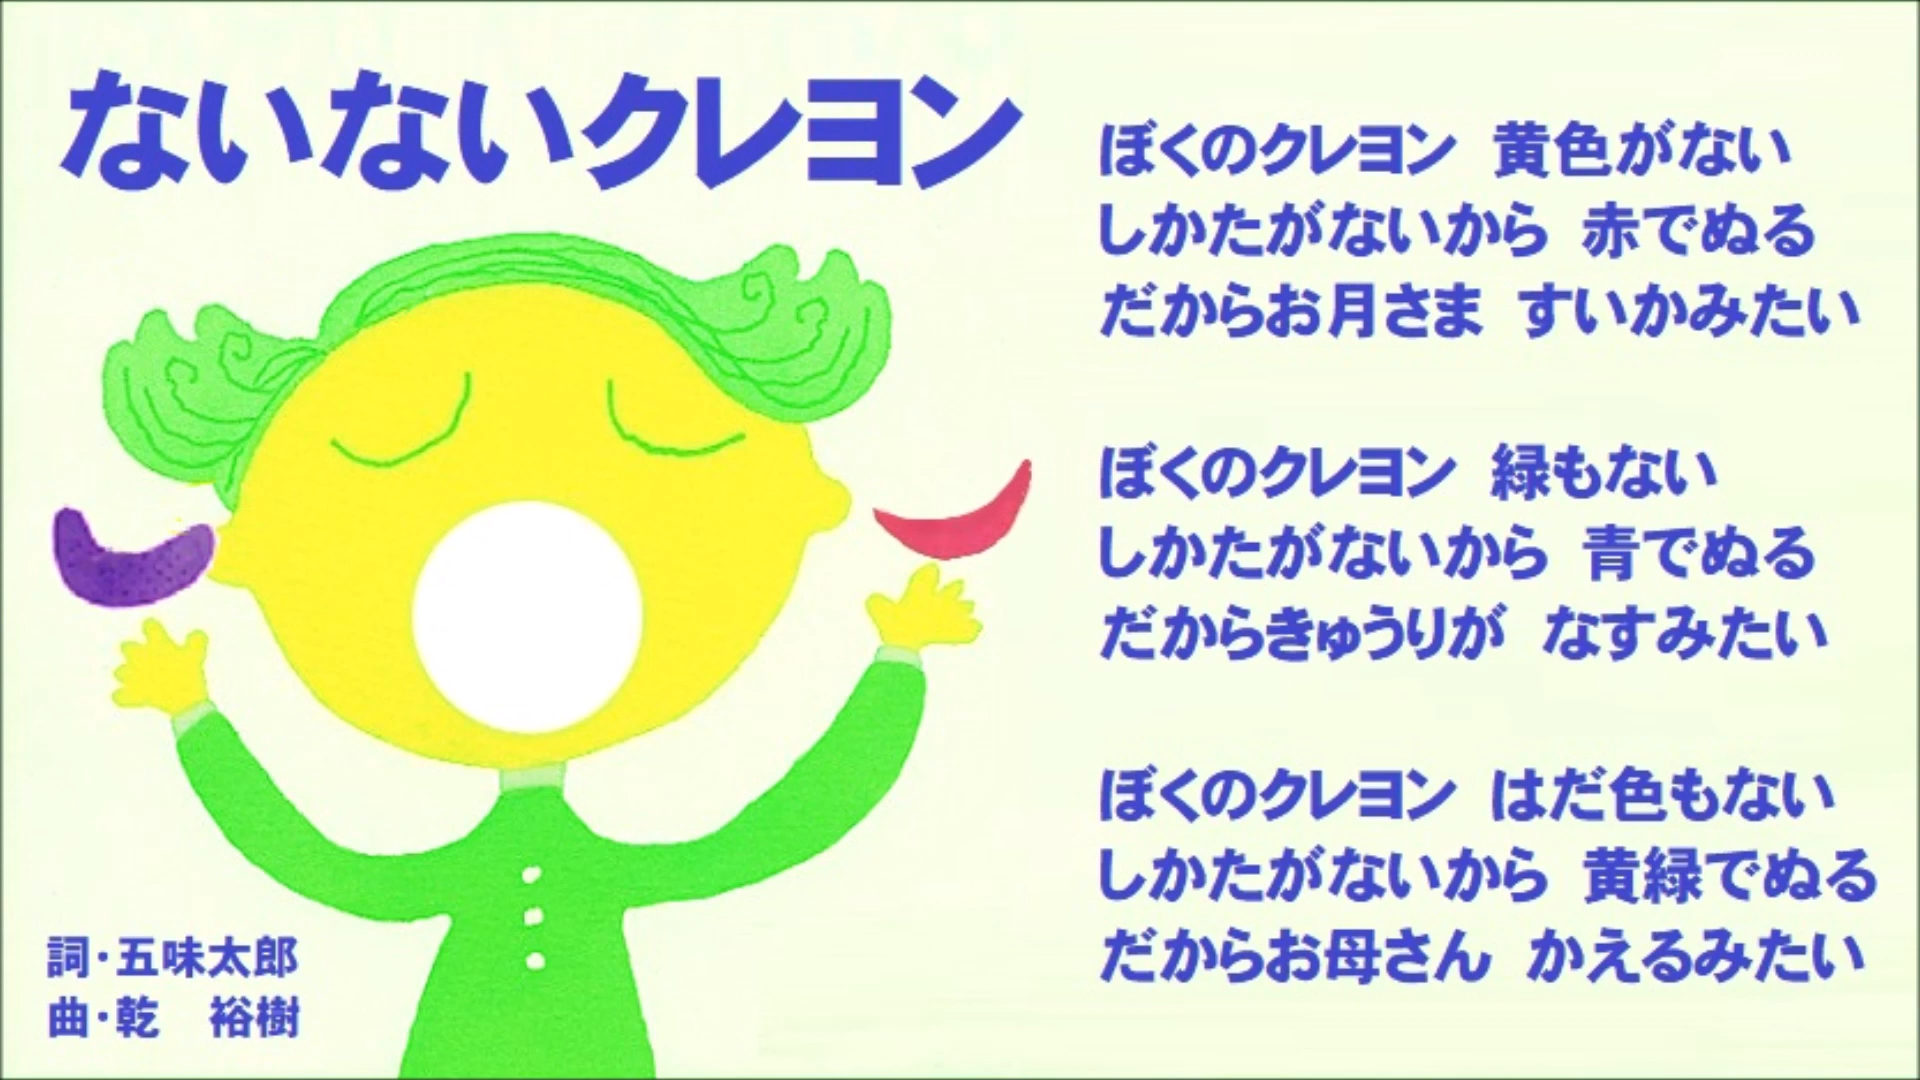 ないないクレヨン
ぼくのクレヨン 黄色がない
しかたがないから 赤でぬる
だからお月さま すいかみたい
ぼくのクレヨン 緑もない
しかたがないから 青でぬる
だからきゅうりが なすみたい
ぼくのクレヨン はだ色もない
しかたがないから 黄緑でぬる
だからお母さん かえるみたい
詞・五味太郎
曲・乾　裕樹